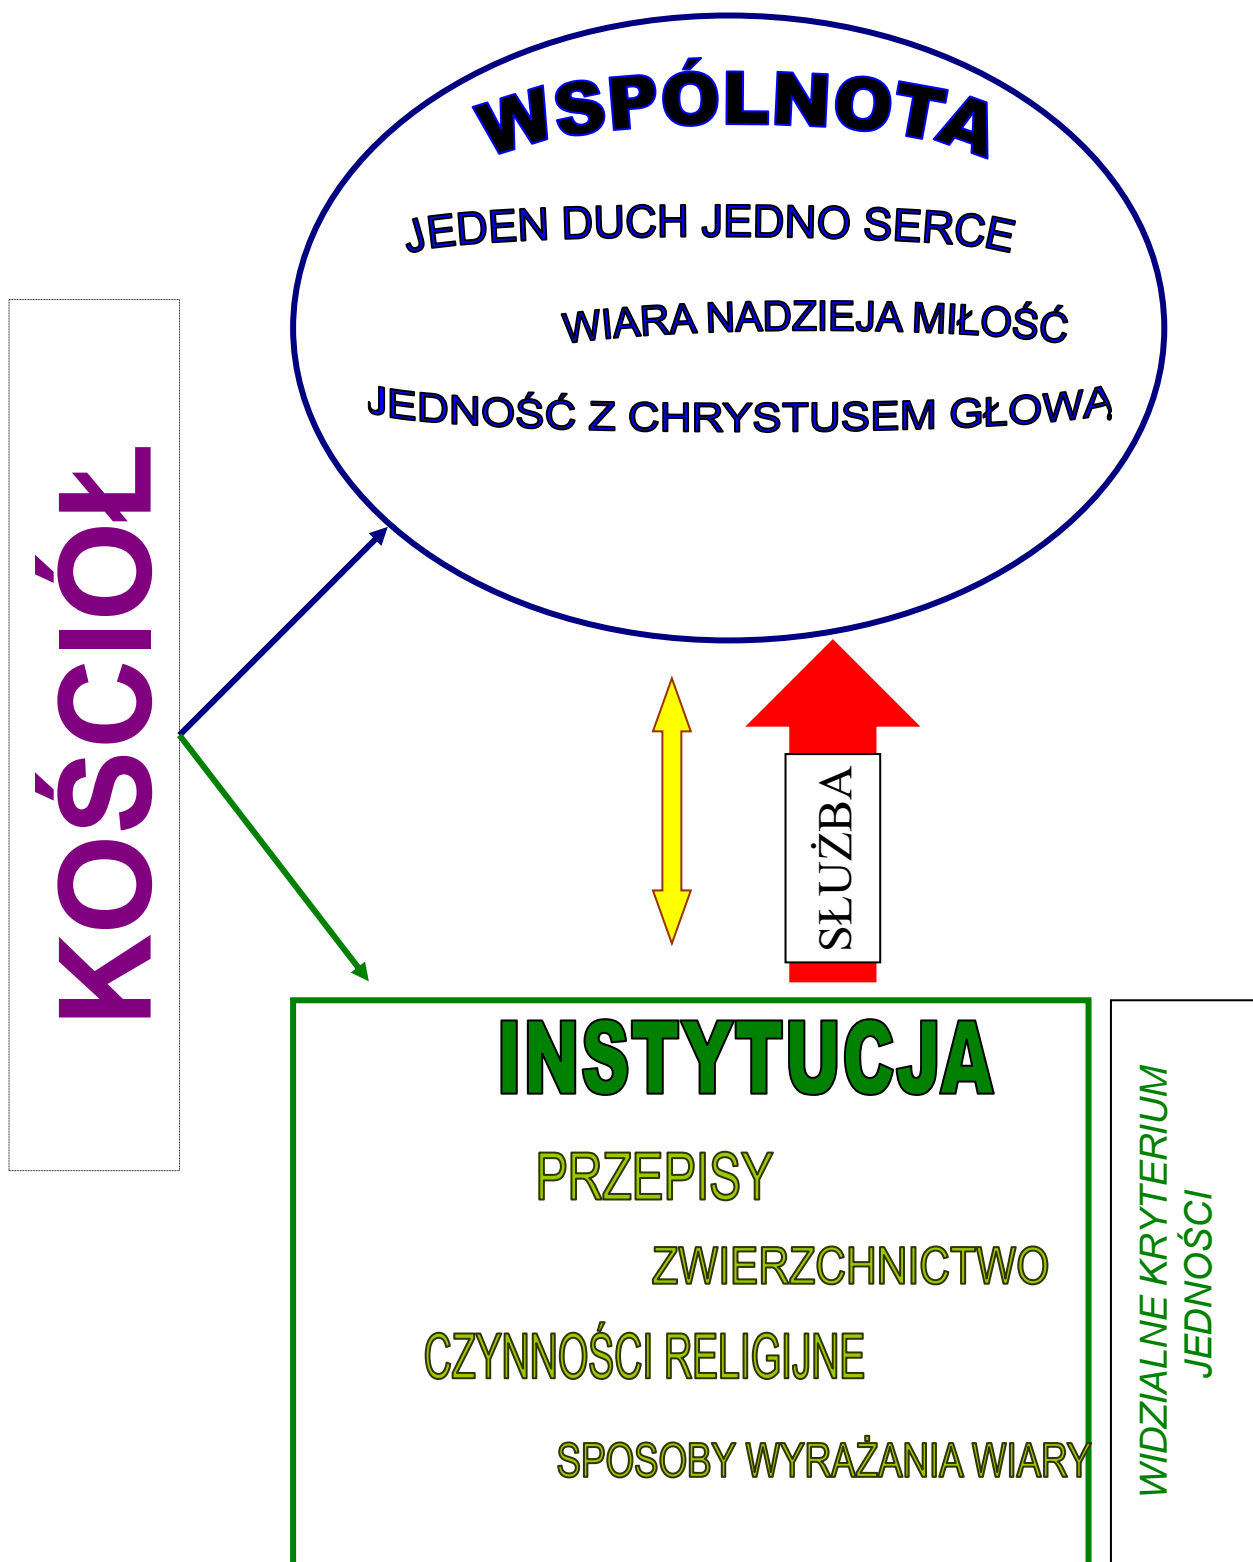 KOŚCIÓŁ
WSPÓLNOTA
JEDEN DUCH JEDNO SERCE
WIARA NADZIEJA MIŁOŚĆ
JEDNOŚĆ Z CHRYSTUSEM GŁOWĄ
SŁUŻBA
INSTYTUCJA
PRZEPISY
ZWIERZCHNICTWO
CZYNNOŚCI RELIGIJNE
SPOSOBY WYRAŻANIA WIARY
WIDZIALNE KRYTERIUM
JEDNOŚCI